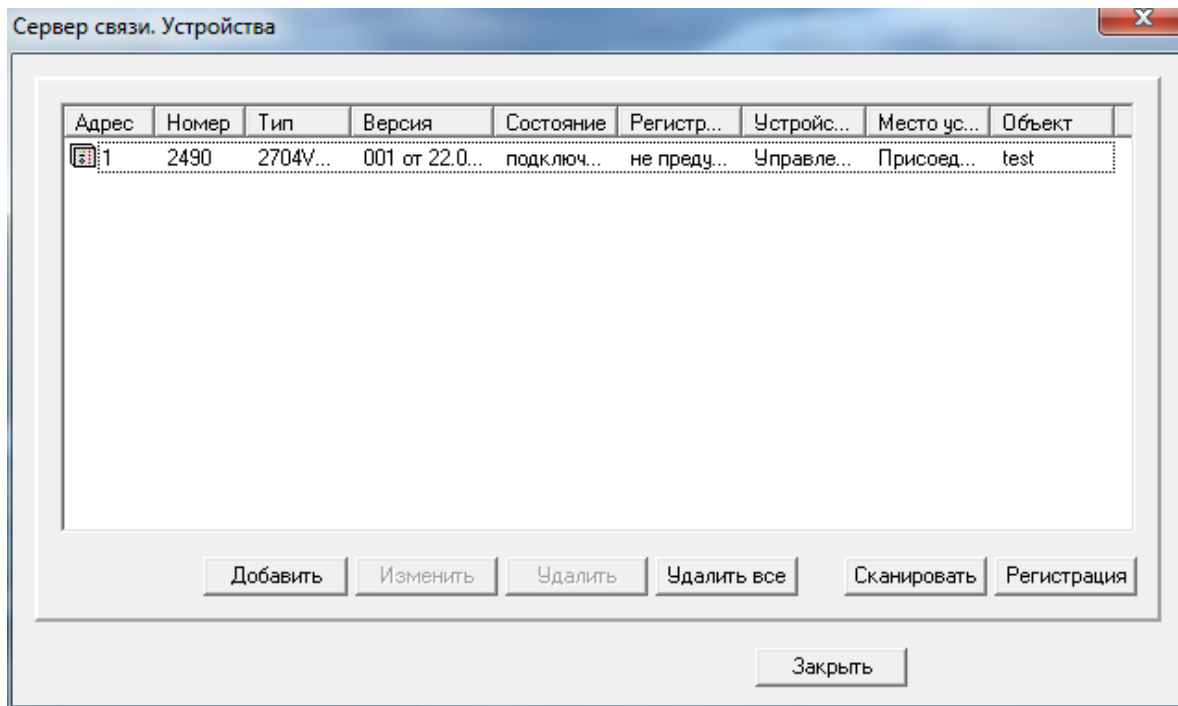 Сервер связи. Устройства
Адрес Номер Тип Версия Состояние Регистр... Устройс... Место ус... Объект
1 2490 2704V... 001 от 22.0... подключ... не преду... Управле... Присоед... test
Добавить Изменить Удалить Удалить все Сканировать Регистрация
Закрыть